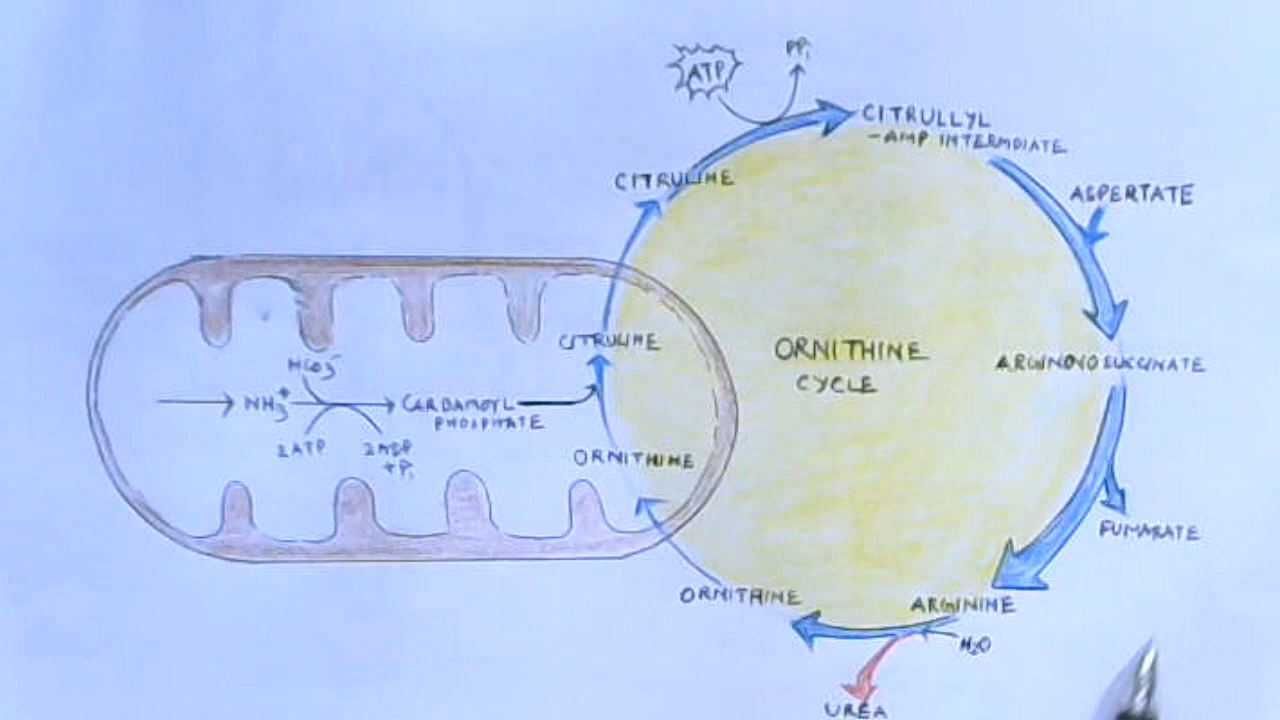 ATP
PPi
CITRULLYL
-AMP INTERMDIATE
CITRULINE
ASPERTATE
CITRULINE
ORNITHINE
CYCLE
ARGINOVOSUCCINATE
HCO3-
NH3+
CARBAMOYL
PHOSPHATE
2ATP
2ADP
+Pi
ORNITHINE
FUMARATE
ORNITHINE
ARGININE
H2O
UREA